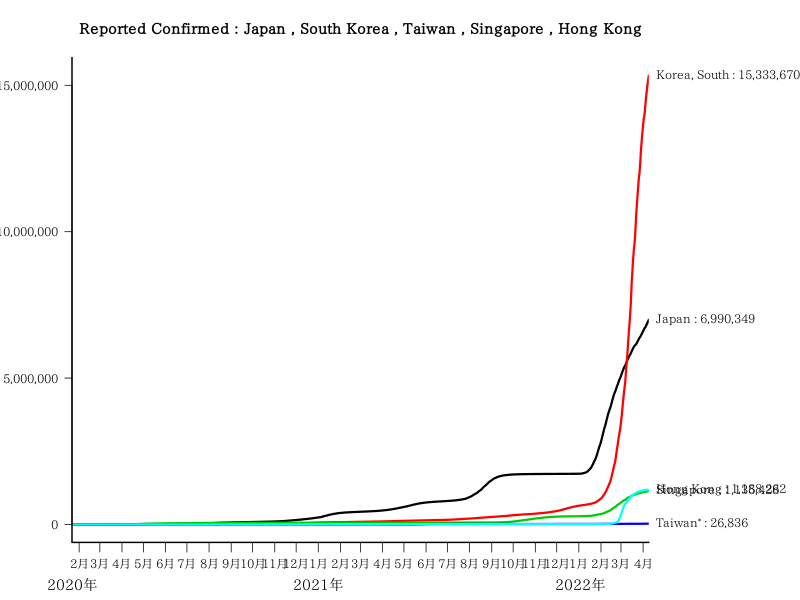 Reported Confirmed : Japan , South Korea , Taiwan , Singapore , Hong Kong
15,000,000
10,000,000
5,000,000
0
Korea, South : 15,333,670
Japan : 6,990,349
Taiwan* : 26,836
2月 3月 4月 5月 6月 7月 8月 9月 10月 11月 12月 1月 2月 3月 4月 5月 6月 7月 8月 9月 10月 11月 12月 1月 2月 3月 4月
2020年 2021年 2022年